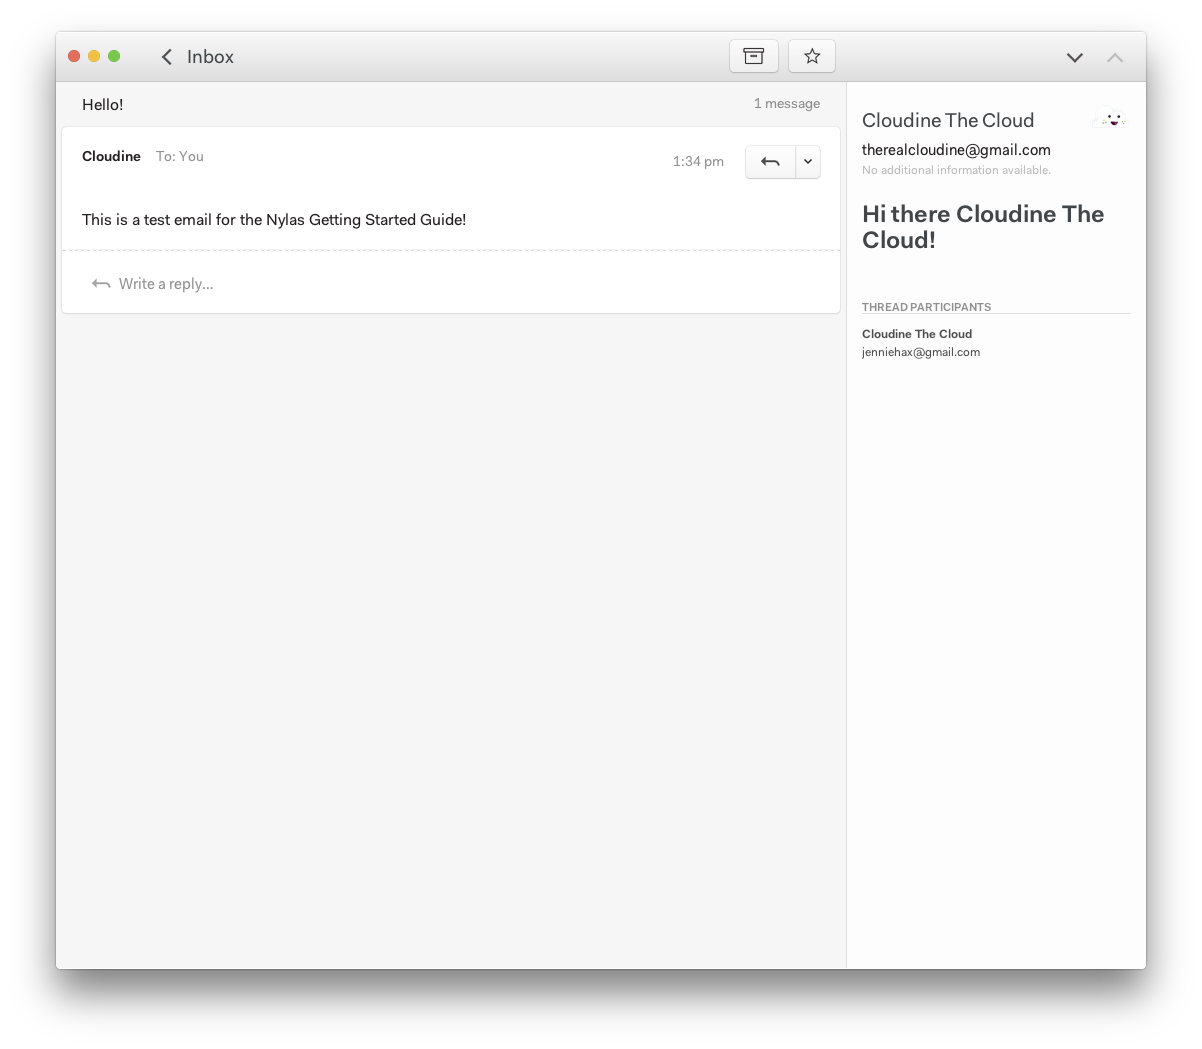 Inbox
Hello!
1 message
Cloudine To: You
1:34 pm
This is a test email for the Nylas Getting Started Guide!
Write a reply...
Cloudine The Cloud
therealcloudine@gmail.com
No additional information available.
Hi there Cloudine The
Cloud!
THREAD PARTICIPANTS
Cloudine The Cloud
jenniehax@gmail.com